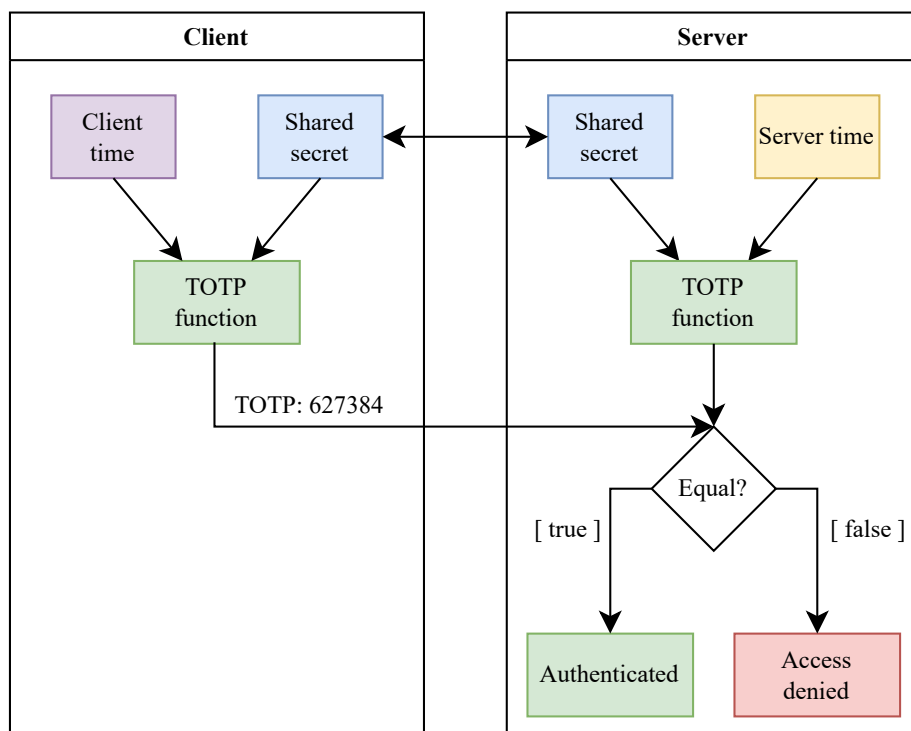 Client
Server
Client
time
Shared
secret
Shared
secret
Server time
TOTP
function
TOTP
function
TOTP: 627384
Equal?
[ true ]
[ false ]
Authenticated
Access
denied